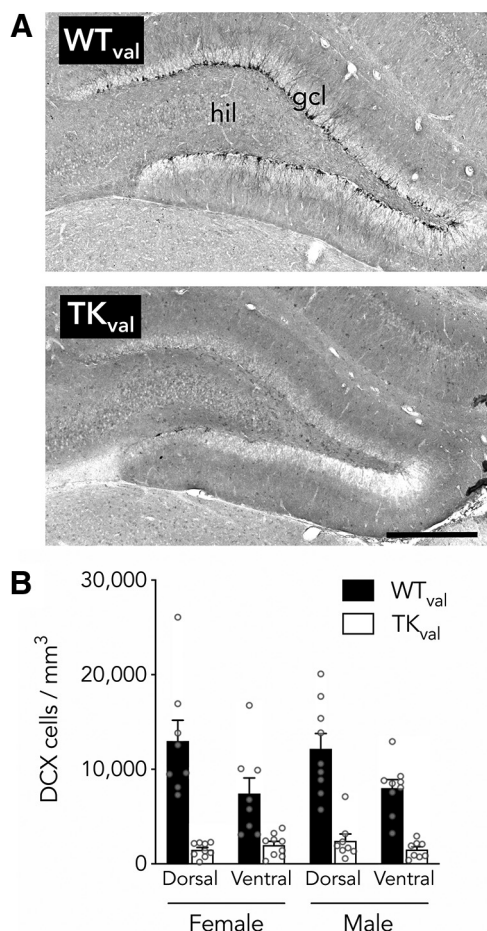 A
WTval
gcl
hil
TKval
B
30,000
WTval
TKval
20,000
10,000
0
DCX cells / mm³
Dorsal Ventral Dorsal Ventral
Female Male